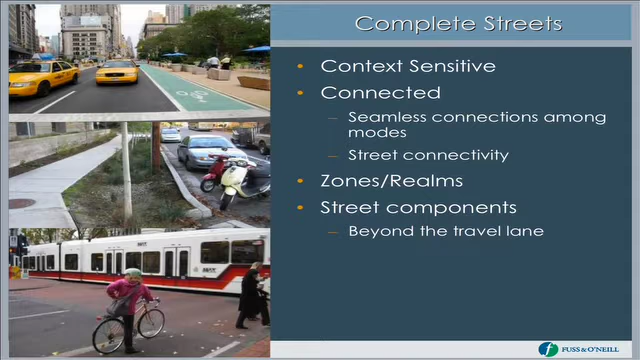 Complete Streets
• Context Sensitive
• Connected
– Seamless connections among
modes
– Street connectivity
• Zones/Realms
• Street components
– Beyond the travel lane
FUSS & O'NEILL